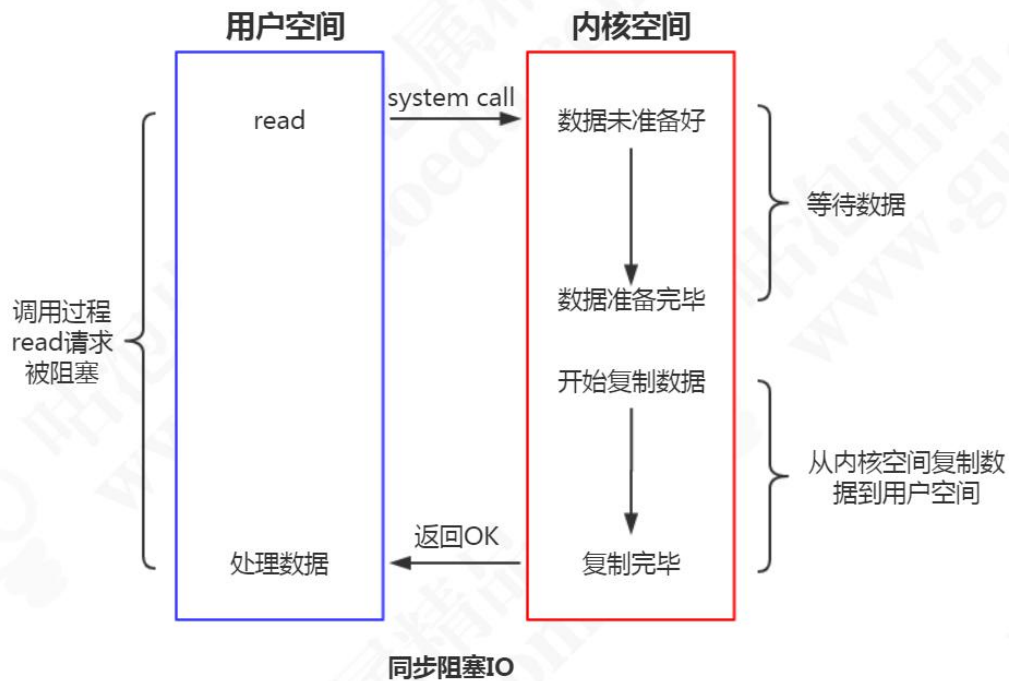 用户空间
内核空间
read
system call
数据未准备好
等待数据
数据准备完毕
调用过程
read请求
被阻塞
开始复制数据
从内核空间复制数
据到用户空间
返回OK
处理数据
复制完毕
同步阻塞IO